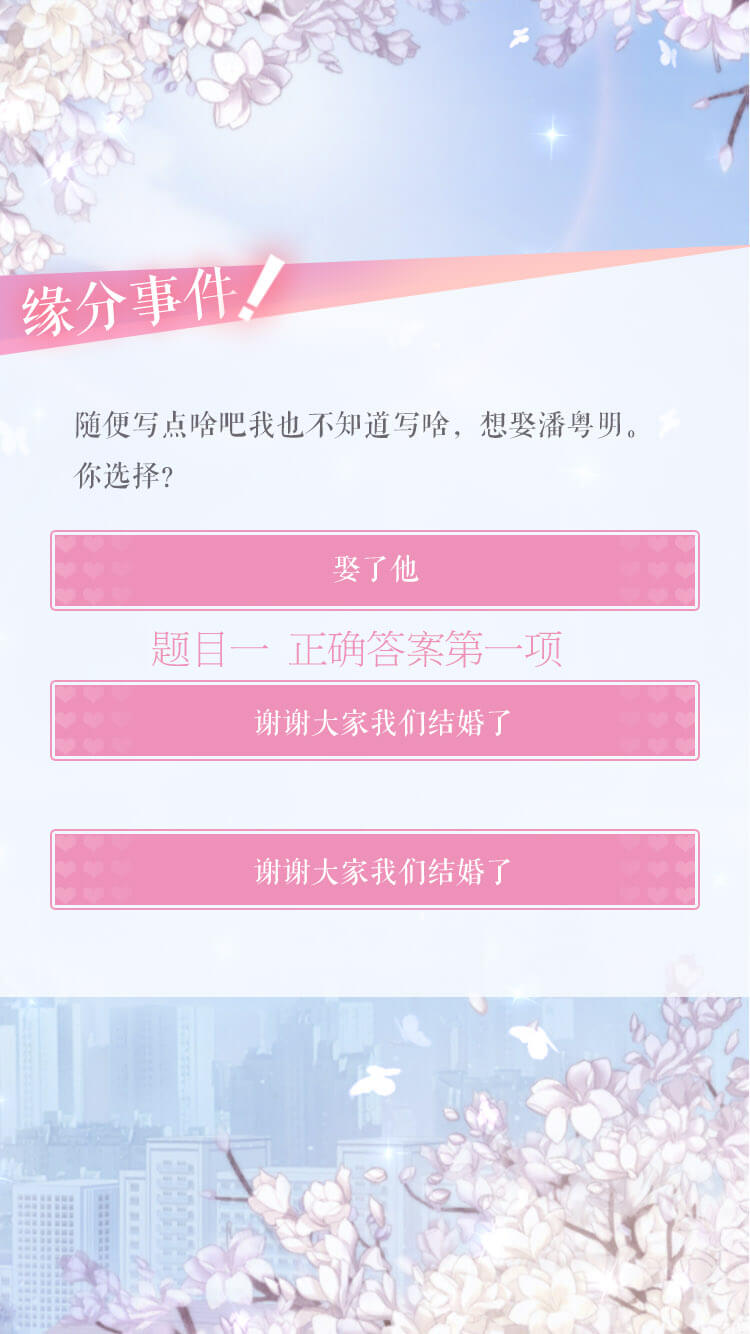 缘分事件!
随便写点啥吧我也不知道写啥，想娶潘粤明。
你选择?
娶了他
题目一 正确答案第一项
谢谢大家我们结婚了
谢谢大家我们结婚了